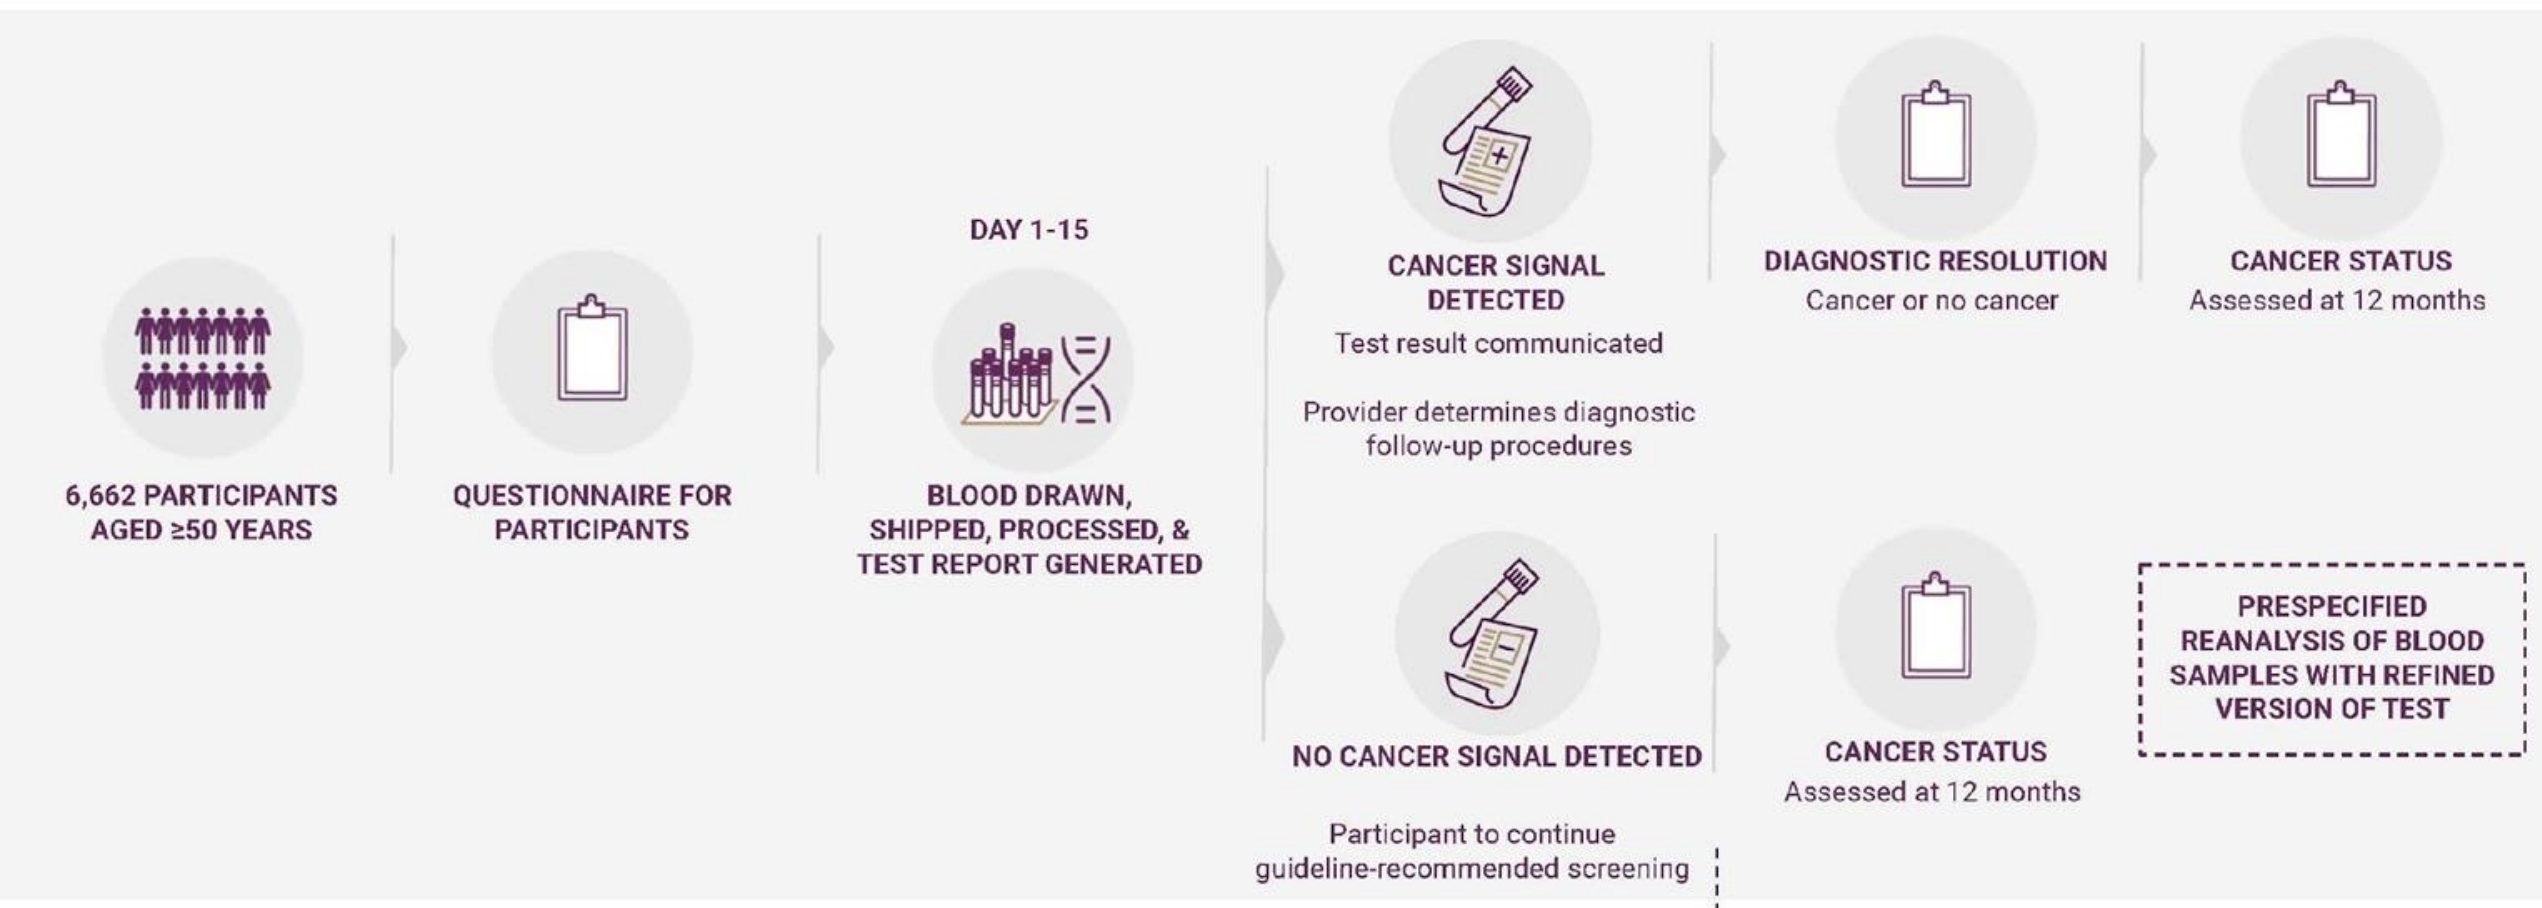 6,662 PARTICIPANTS
AGED ≥50 YEARS
QUESTIONNAIRE FOR
PARTICIPANTS
DAY 1-15
BLOOD DRAWN,
SHIPPED, PROCESSED, &
TEST REPORT GENERATED
CANCER SIGNAL
DETECTED
Test result communicated
Provider determines diagnostic
follow-up procedures
DIAGNOSTIC RESOLUTION
Cancer or no cancer
CANCER STATUS
Assessed at 12 months
NO CANCER SIGNAL DETECTED
Participant to continue
guideline-recommended screening
CANCER STATUS
Assessed at 12 months
PRESPECIFIED
REANALYSIS OF BLOOD
SAMPLES WITH REFINED
VERSION OF TEST